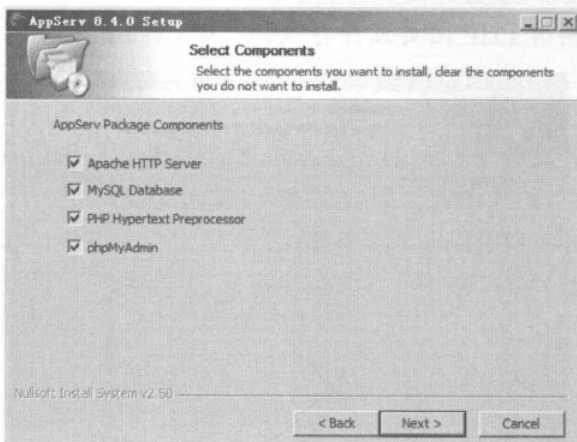 AppServ 8.4.0 Setup
Select Components
Select the components you want to install, clear the components
you do not want to install.
AppServ Package Components
Apache HTTP Server
MySQL Database
PHP Hypertext Preprocessor
phpMyAdmin
Nullsoft Install System v2.50
< Back
Next >
Cancel